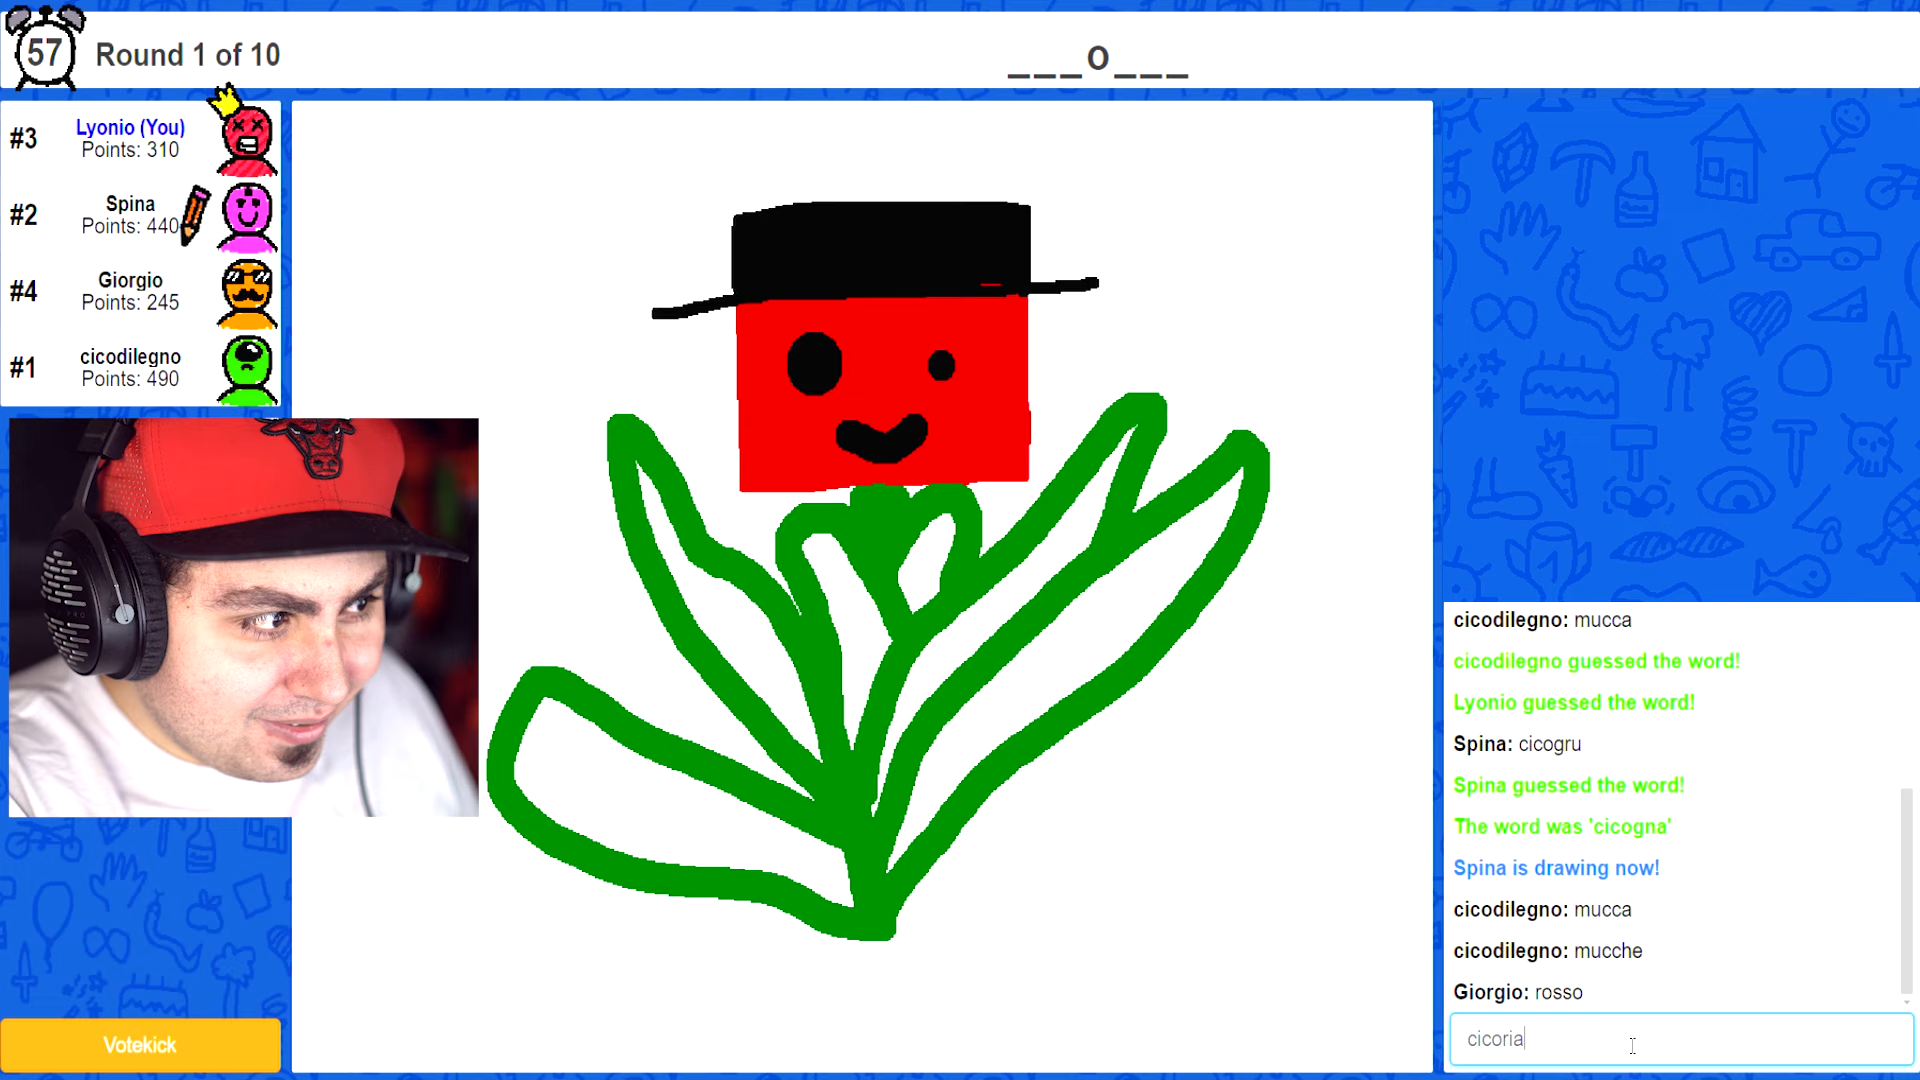 57
Round 1 of 10
___o___
#3
Lyonio (You)
Points: 310
#2
Spina
Points: 440
#4
Giorgio
Points: 245
#1
cicodilegno
Points: 490
cicodilegno: mucca
cicodilegno guessed the word!
Lyonio guessed the word!
Spina: cicogru
Spina guessed the word!
The word was 'cicogna'
Spina is drawing now!
cicodilegno: mucca
cicodilegno: mucche
Giorgio: rosso
cicoria
Votekick